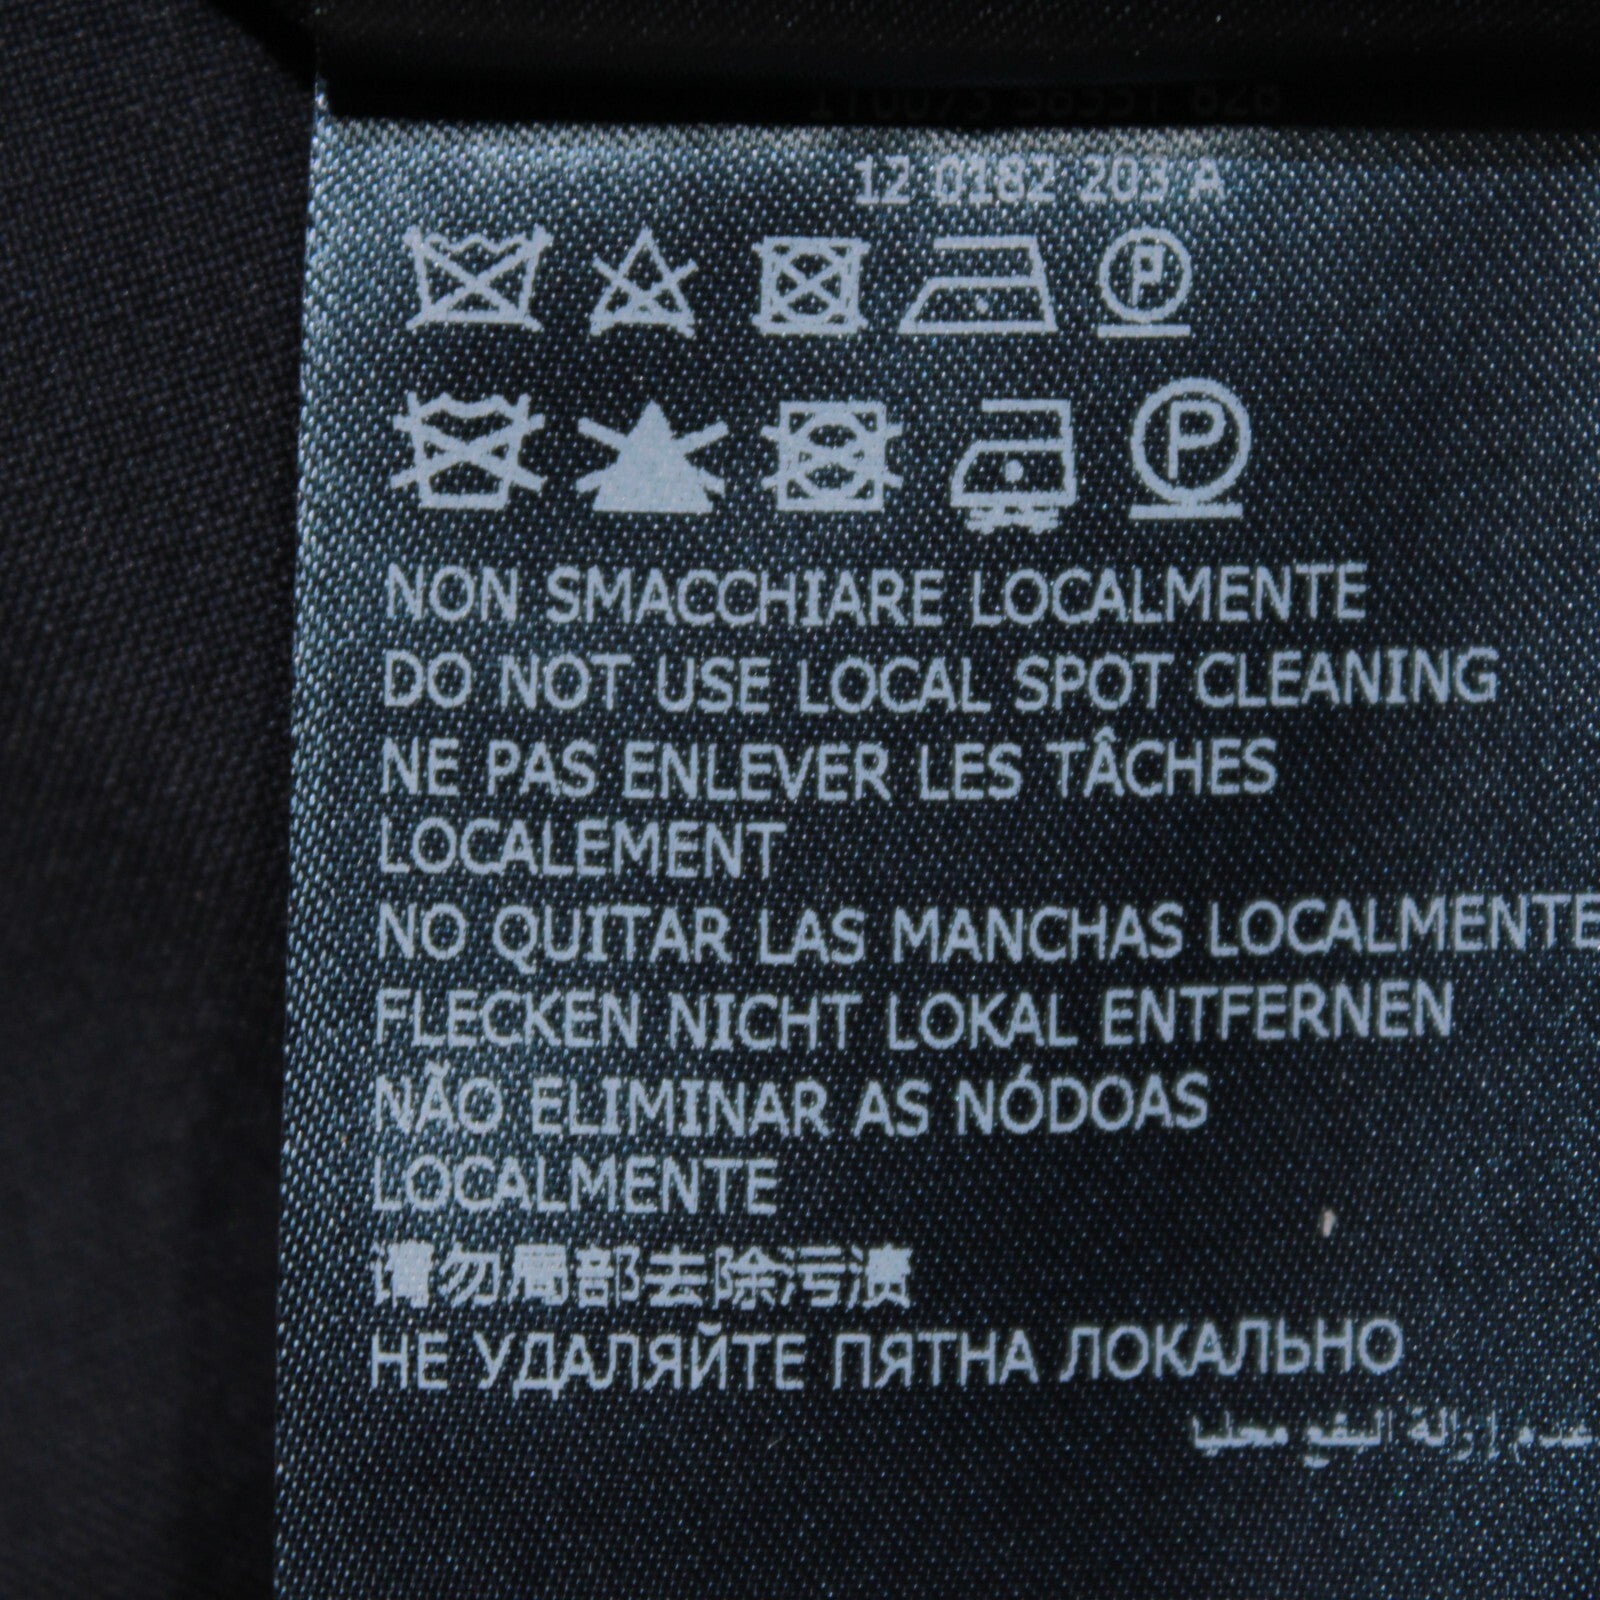 12 0182 203 A
P
P
NON SMACCHIARE LOCALMENTE
DO NOT USE LOCAL SPOT CLEANING
NE PAS ENLEVER LES TÂCHES
LOCALEMENT
NO QUITAR LAS MANCHAS LOCALMENTE
FLECKEN NICHT LOKAL ENTFERNEN
NÃO ELIMINAR AS NÓDOAS
LOCALMENTE
请勿局部去除污渍
НЕ УДАЛЯЙТЕ ПЯТНА ЛОКАЛЬНО
عدم إزالة البقع محليا